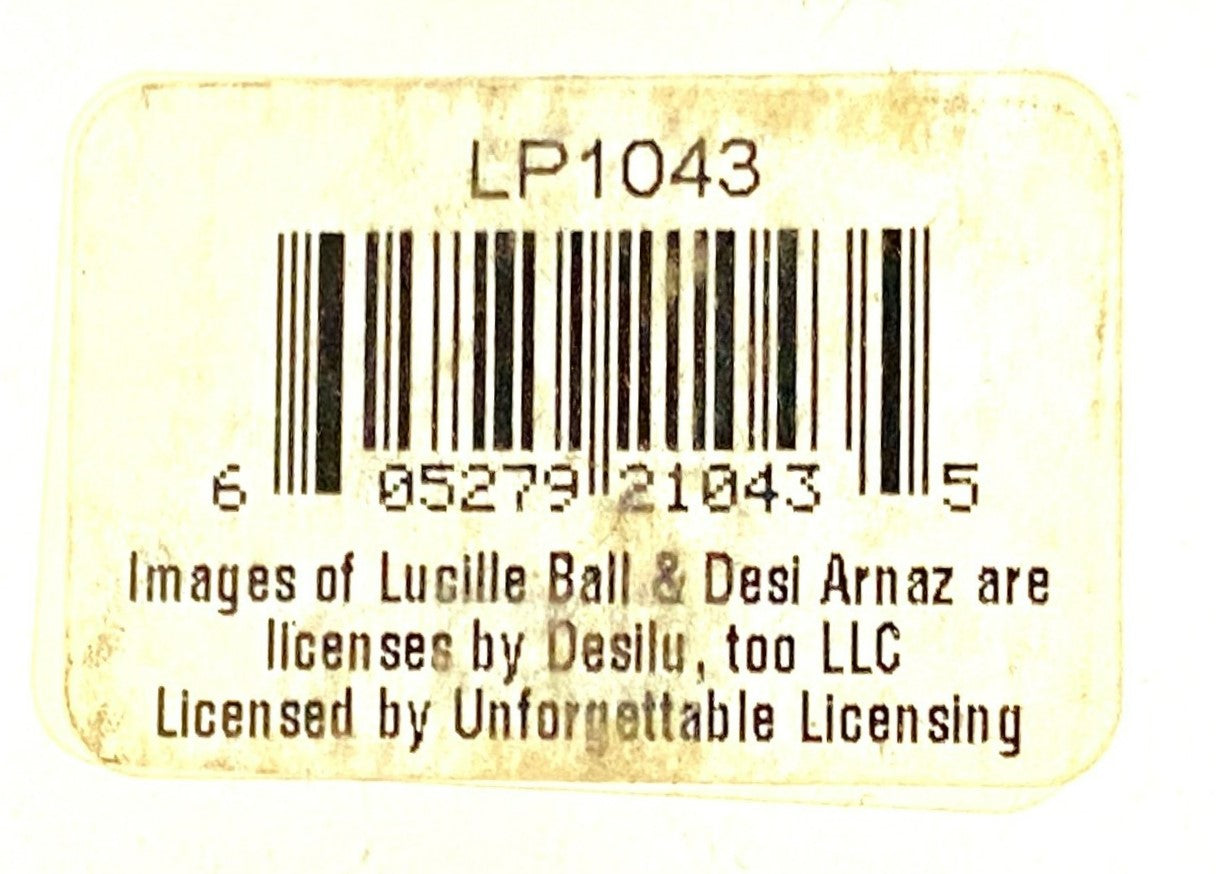 LP1043
6 05279 21043 5
Images of Lucille Ball & Desi Arnaz are
licenses by Desilu, too LLC
Licensed by Unforgettable Licensing